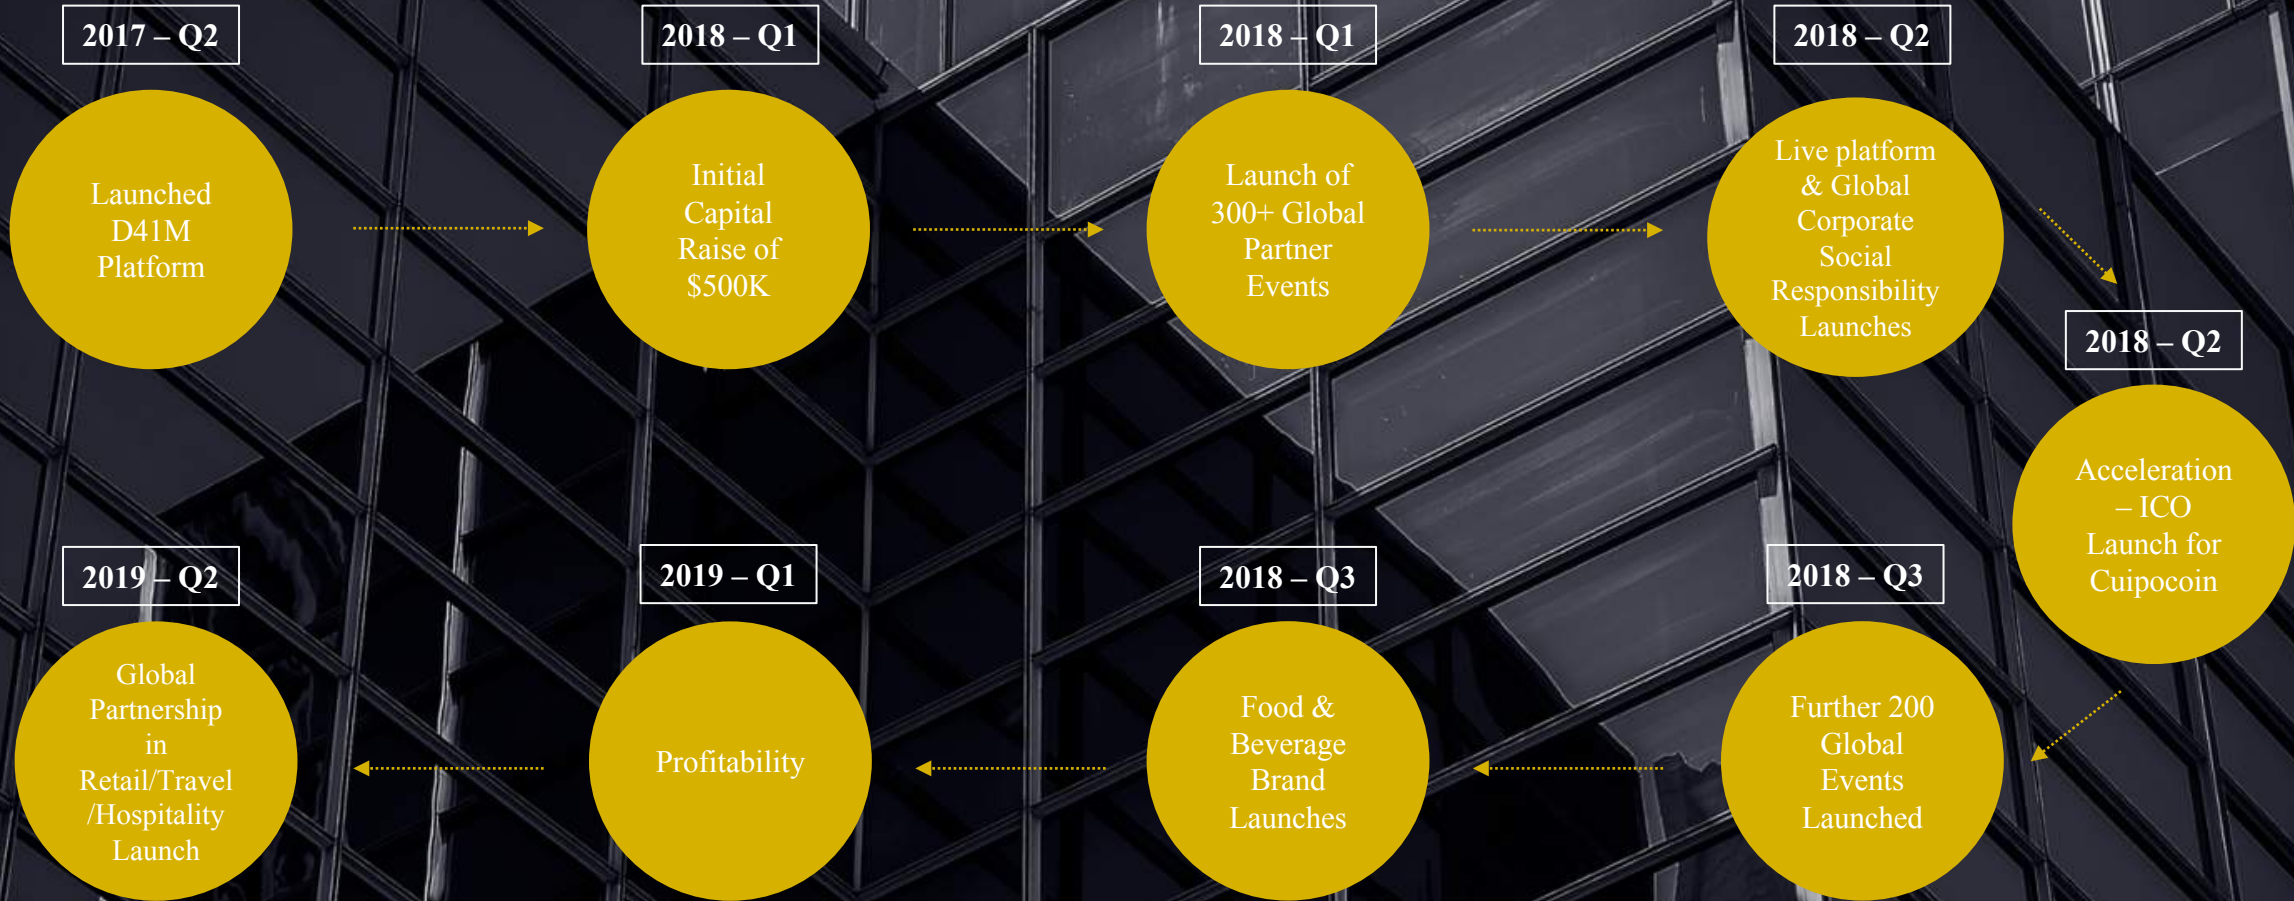 2017 – Q2
Launched
D41M
Platform
2018 – Q1
Initial
Capital
Raise of
$500K
2018 – Q1
Launch of
300+ Global
Partner
Events
2018 – Q2
Live platform
& Global
Corporate
Social
Responsibility
Launches
2018 – Q2
Acceleration
– ICO
Launch for
Cuipocoin
2018 – Q3
Further 200
Global
Events
Launched
2018 – Q3
Food &
Beverage
Brand
Launches
2019 – Q1
Profitability
2019 – Q2
Global
Partnership
in
Retail/Travel
/Hospitality
Launch